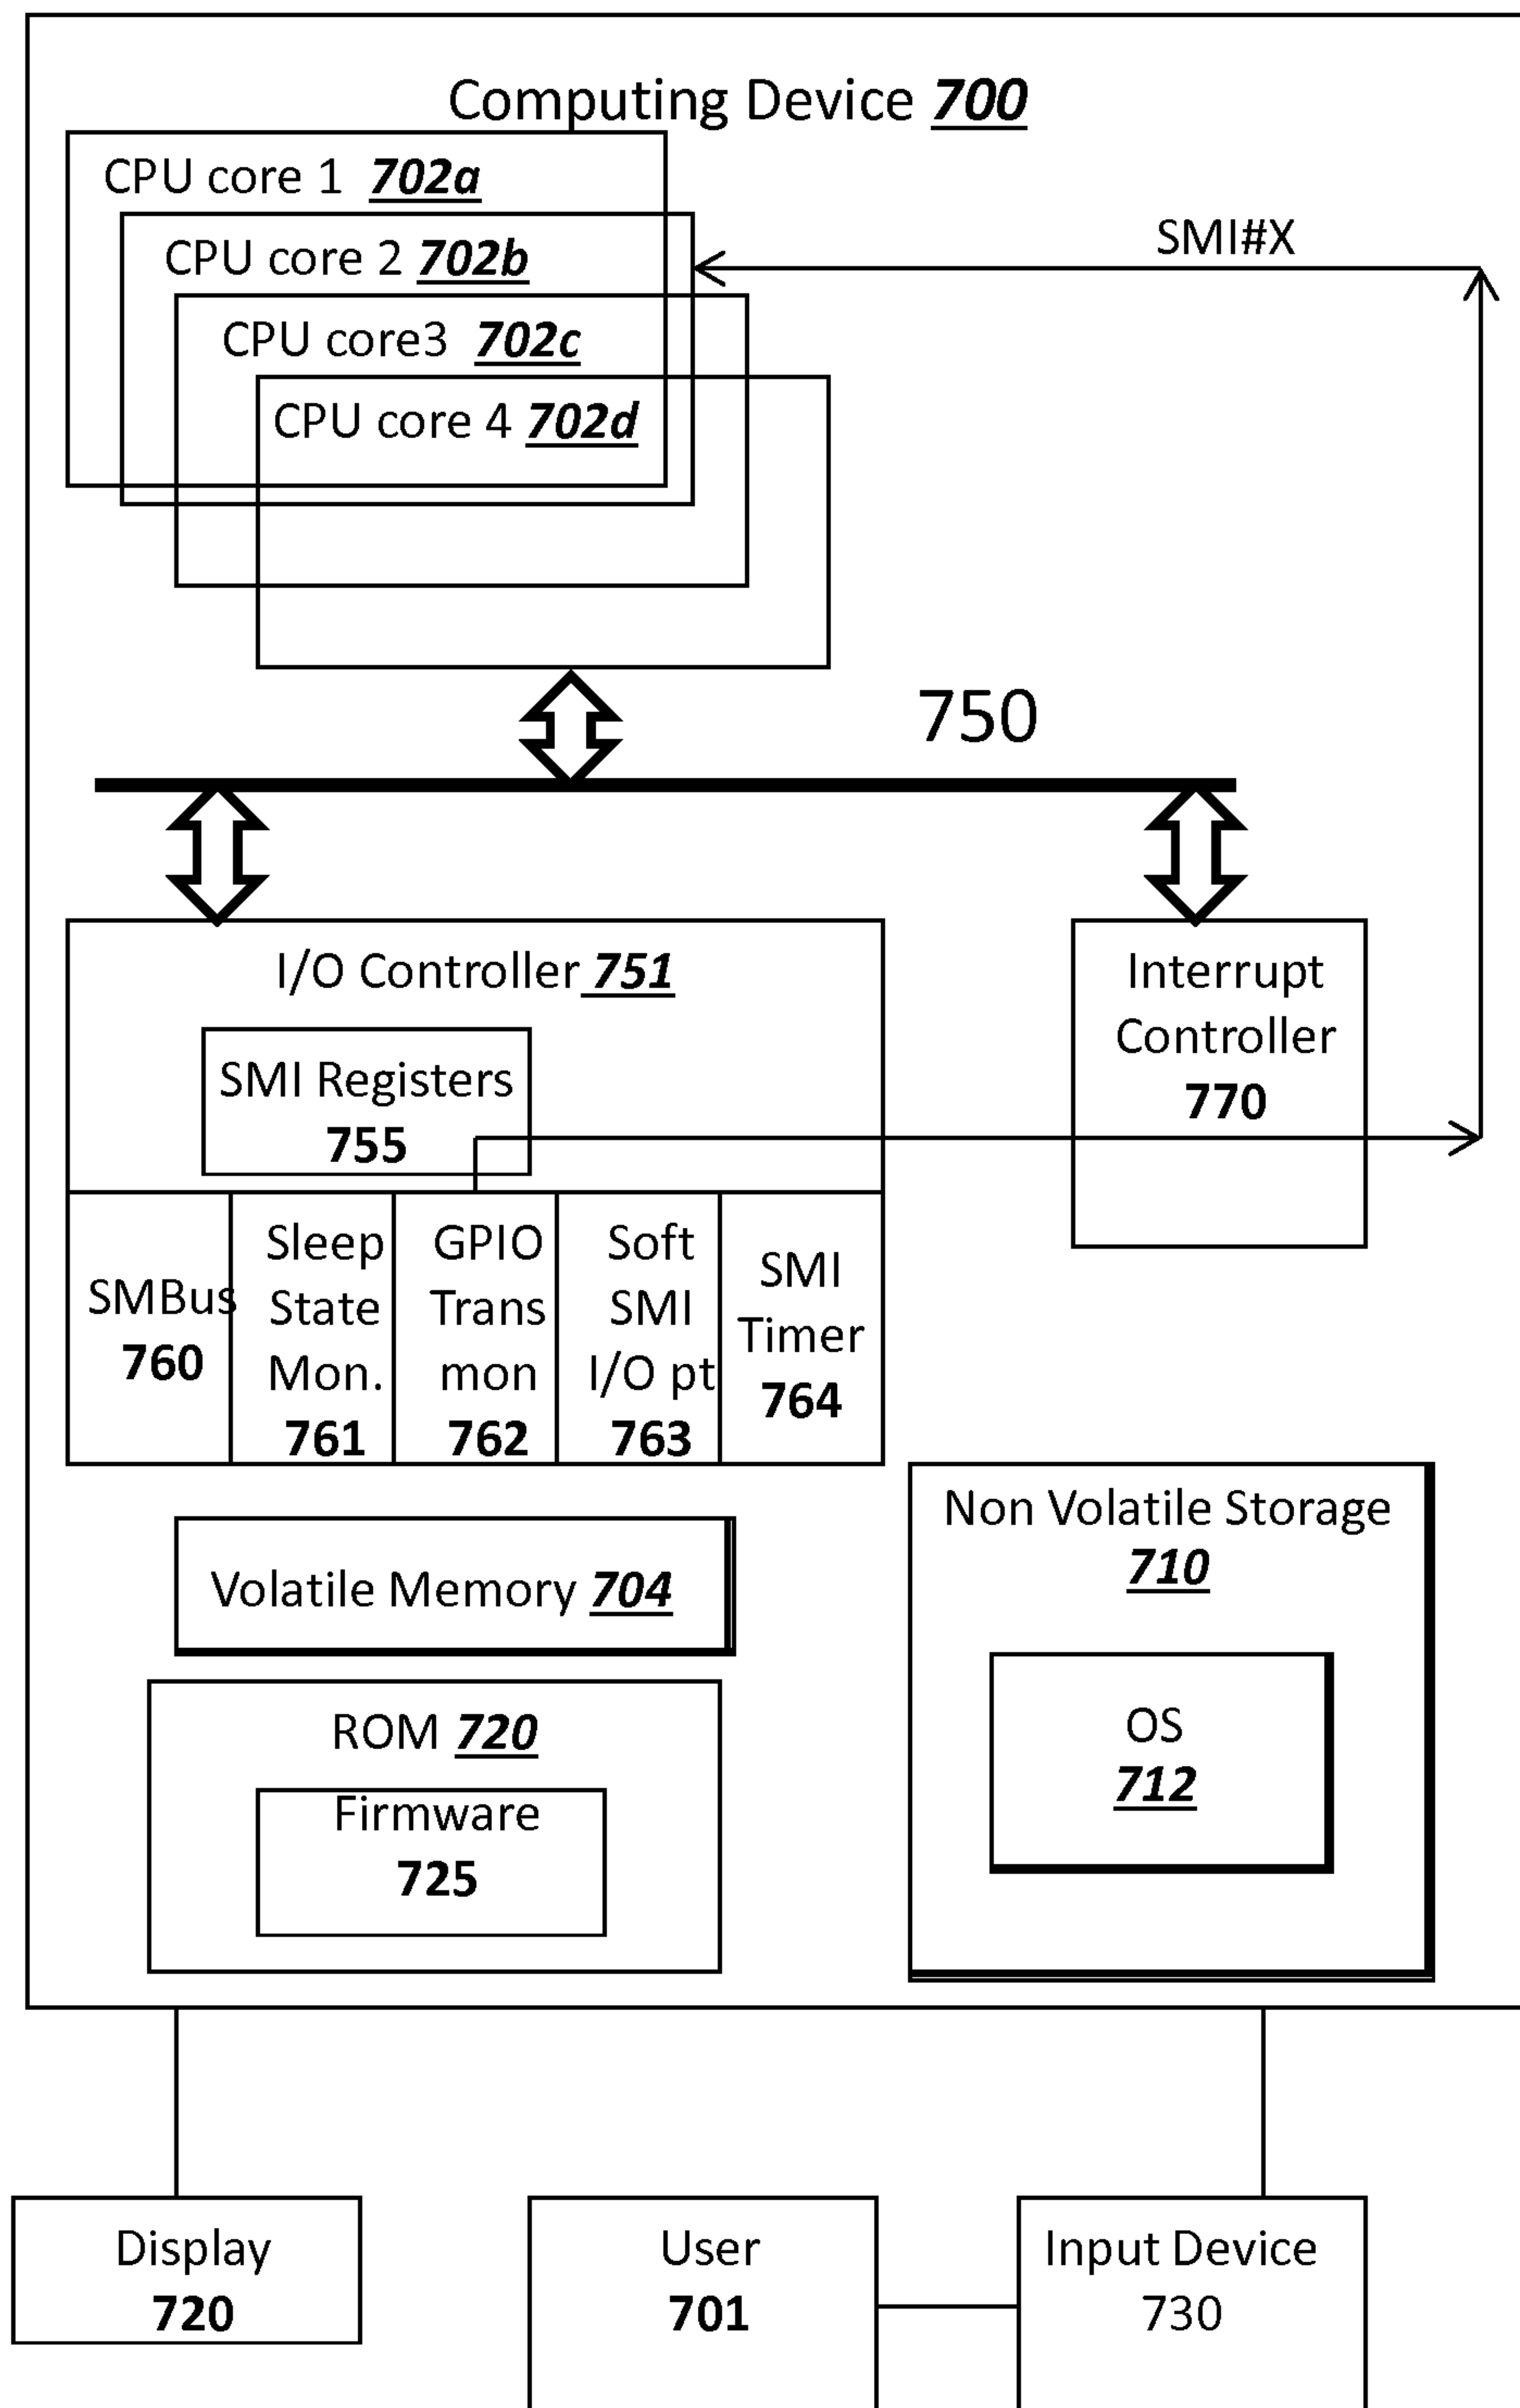 Computing Device 700
CPU core 1 702a
CPU core 2 702b
SMI#X
CPU core3 702c
CPU core 4 702d
750
I/O Controller 751
SMI Registers
755
Interrupt
Controller
770
SMBus
760
Sleep
State
Mon.
761
GPIO
Trans
mon
762
Soft
SMI
I/O pt
763
SMI
Timer
764
Non Volatile Storage
710
OS
712
Volatile Memory 704
ROM 720
Firmware
725
Display
720
User
701
Input Device
730